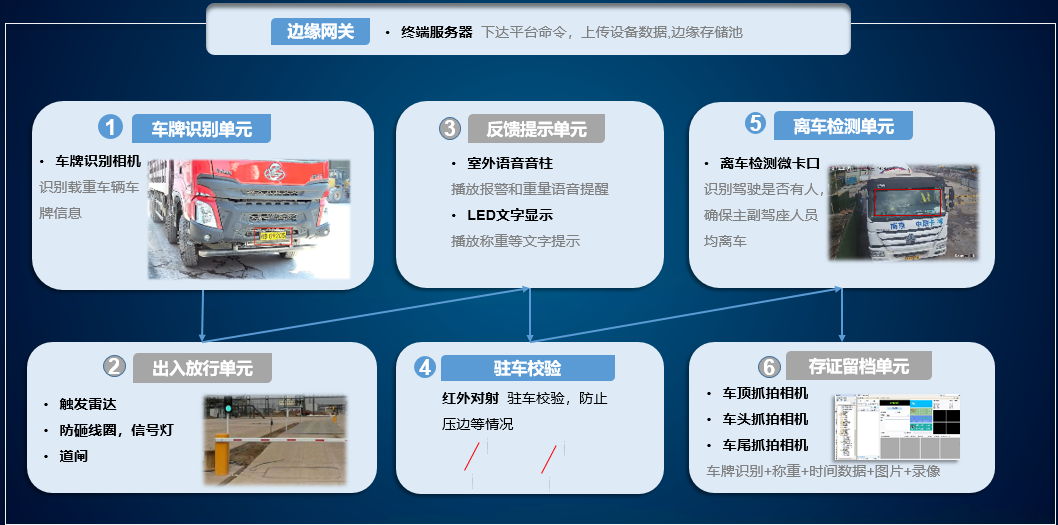 边缘网关
• 终端服务器 下达平台命令，上传设备数据,边缘存储池
1 车牌识别单元
• 车牌识别相机
识别载重车辆车
牌信息
3 反馈提示单元
• 室外语音音柱
播放报警和重量语音提醒
• LED文字显示
播放称重等文字提示
5 离车检测单元
• 离车检测微卡口
识别驾驶是否有人，
确保主副驾座人员
均离车
2 出入放行单元
• 触发雷达
• 防砸线圈，信号灯
• 道闸
4 驻车校验
红外对射 驻车校验，防止
压边等情况
6 存证留档单元
• 车顶抓拍相机
• 车头抓拍相机
• 车尾抓拍相机
车牌识别+称重+时间数据+图片+录像